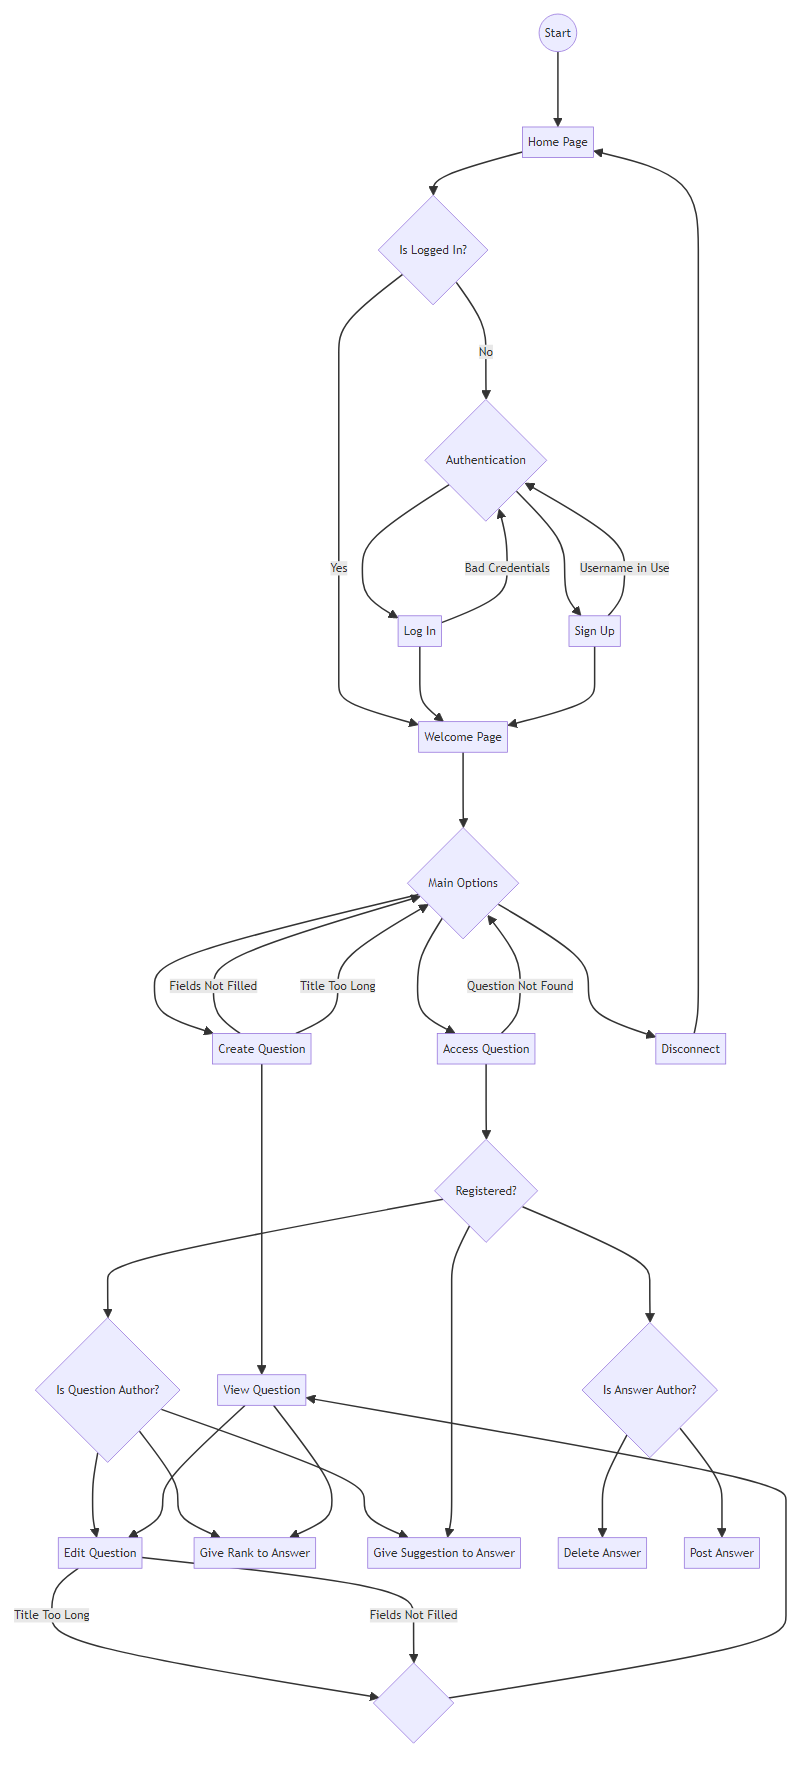 Start
Home Page
Is Logged In?
No
Authentication
Yes
Bad Credentials
Username in Use
Log In
Sign Up
Welcome Page
Main Options
Fields Not Filled
Title Too Long
Question Not Found
Create Question
Access Question
Disconnect
Registered?
Is Question Author?
View Question
Is Answer Author?
Edit Question
Give Rank to Answer
Give Suggestion to Answer
Delete Answer
Post Answer
Title Too Long
Fields Not Filled